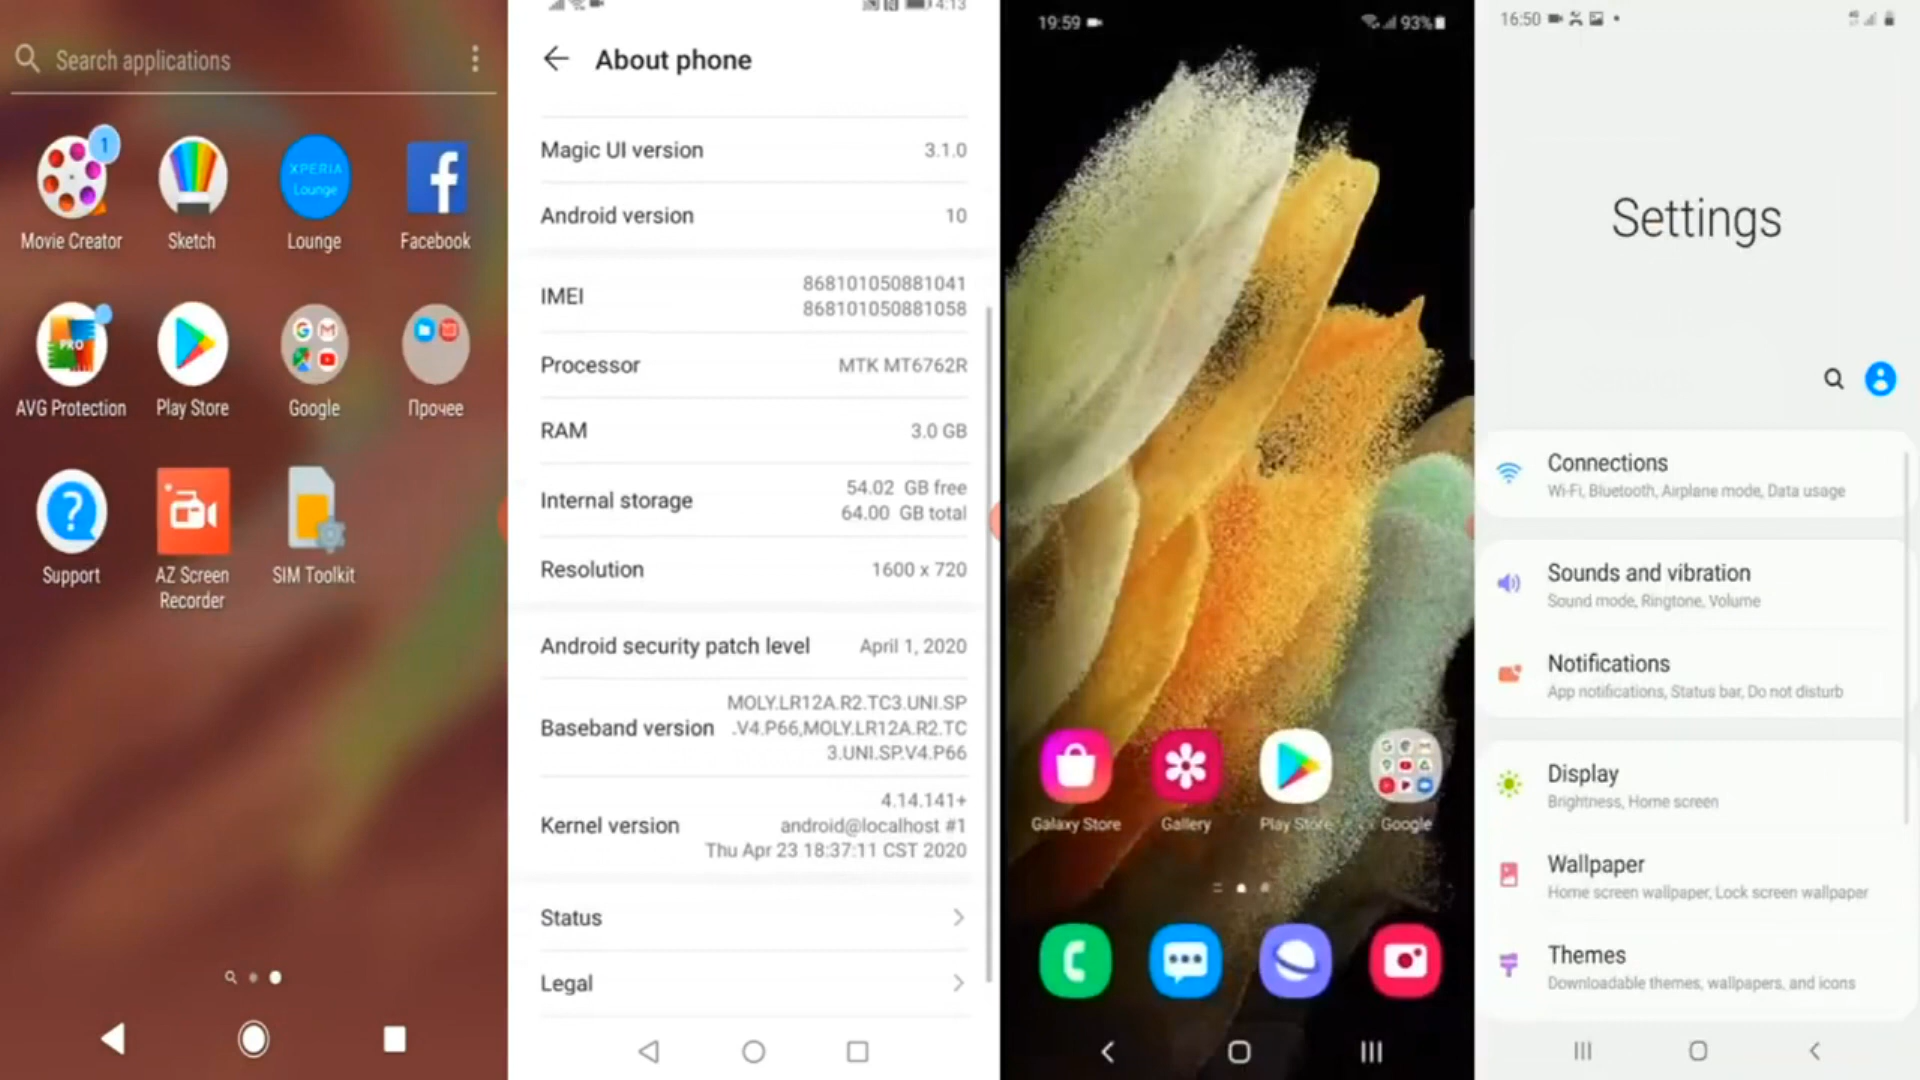 Search applications
1
XPERIA
Lounge
Movie Creator
Sketch
Lounge
Facebook
PRO
AVG Protection
Play Store
Google
Прочее
Support
AZ Screen
Recorder
SIM Toolkit
4:13
About phone
Magic UI version
3.1.0
Android version
10
IMEI
868101050881041
868101050881058
Processor
MTK MT6762R
RAM
3.0 GB
Internal storage
54.02 GB free
64.00 GB total
Resolution
1600 x 720
Android security patch level
April 1, 2020
Baseband version
MOLY.LR12A.R2.TC3.UNI.SP
.V4.P66,MOLY.LR12A.R2.TC
3.UNI.SP.V4.P66
Kernel version
4.14.141+
android@localhost #1
Thu Apr 23 18:37:11 CST 2020
Status
Legal
19:59
93%
Galaxy Store
Gallery
Play Store
Google
16:50
Settings
Connections
Wi-Fi, Bluetooth, Airplane mode, Data usage
Sounds and vibration
Sound mode, Ringtone, Volume
Notifications
App notifications, Status bar, Do not disturb
Display
Brightness, Home screen
Wallpaper
Home screen wallpaper, Lock screen wallpaper
Themes
Downloadable themes, wallpapers, and icons